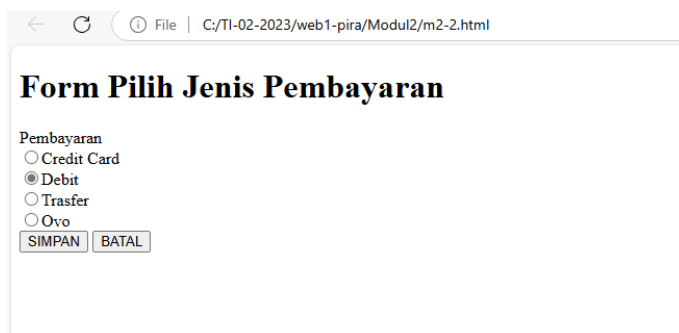 File C:/TI-02-2023/web1-pira/Modul2/m2-2.html
Form Pilih Jenis Pembayaran
Pembayaran
Credit Card
Debit
Trasfer
Ovo
SIMPAN BATAL